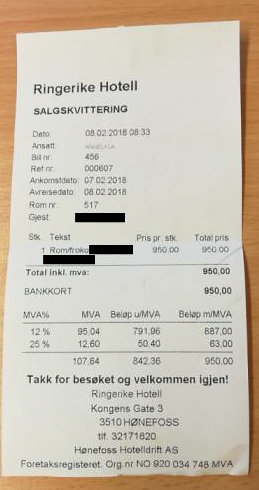 Ringerike Hotell
SALGSKVITTERING
Dato: 08.02.2018 08:33
Ansatt: ANGELICA
Bill nr. 456
Ref nr. 000607
Ankomstdato: 07.02.2018
Avreisedato: 08.02.2018
Rom nr. 517
Gjest:
Stk. Tekst Pris pr. stk. Total pris
1 Rom/froko 950,00 950,00
Total inkl. mva: 950,00
BANKKORT 950,00
MVA% MVA Beløp u/MVA Beløp m/MVA
12 % 95,04 791,96 887,00
25 % 12,60 50,40 63,00
107,64 842,36 950,00
Takk for besøket og velkommen igjen!
Ringerike Hotell
Kongens Gate 3
3510 HØNEFOSS
tlf. 32171620
Hønefoss Hotelldrift AS
Foretaksregisteret. Org.nr NO 920 034 748 MVA